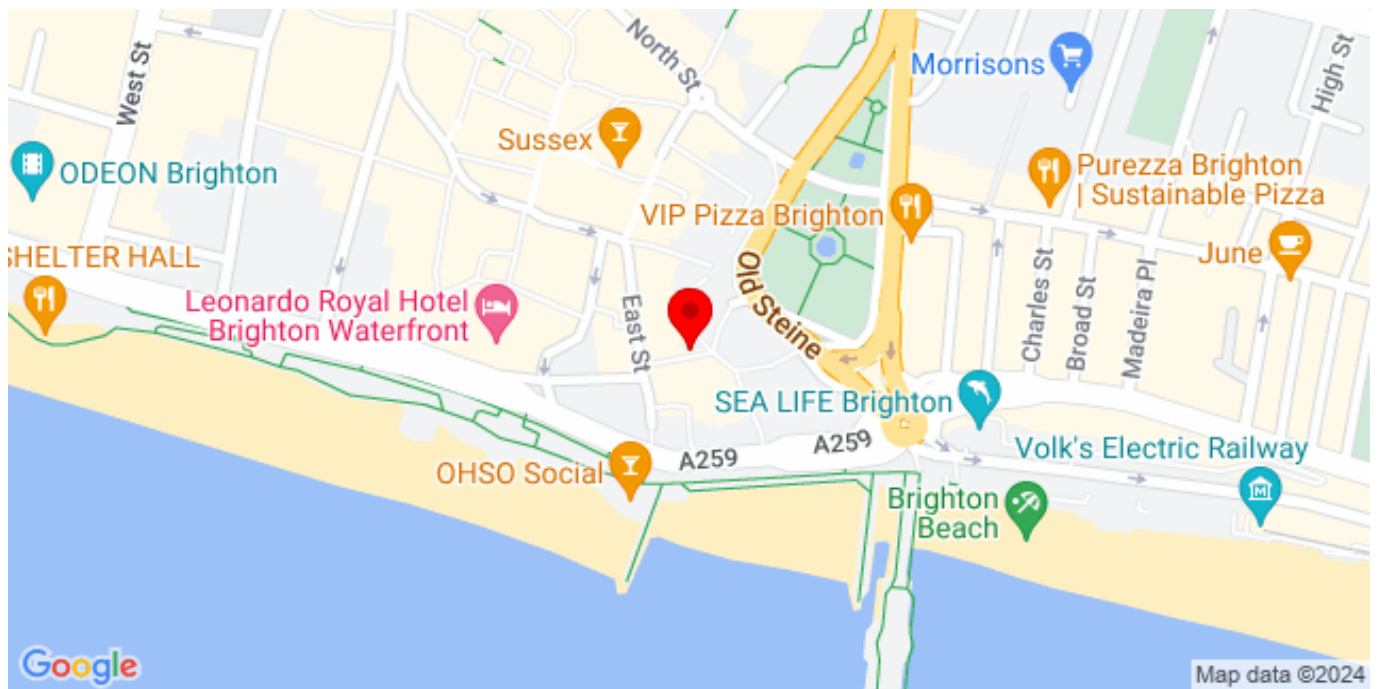 West St
North St
Morrisons
High St
Sussex
ODEON Brighton
Purezza Brighton
| Sustainable Pizza
VIP Pizza Brighton
June
SHELTER HALL
Old Steine
Charles St
Broad St
Madeira Pl
Leonardo Royal Hotel
Brighton Waterfront
East St
SEA LIFE Brighton
A259
A259
Volk's Electric Railway
OHSO Social
Brighton
Beach
Google
Map data ©2024